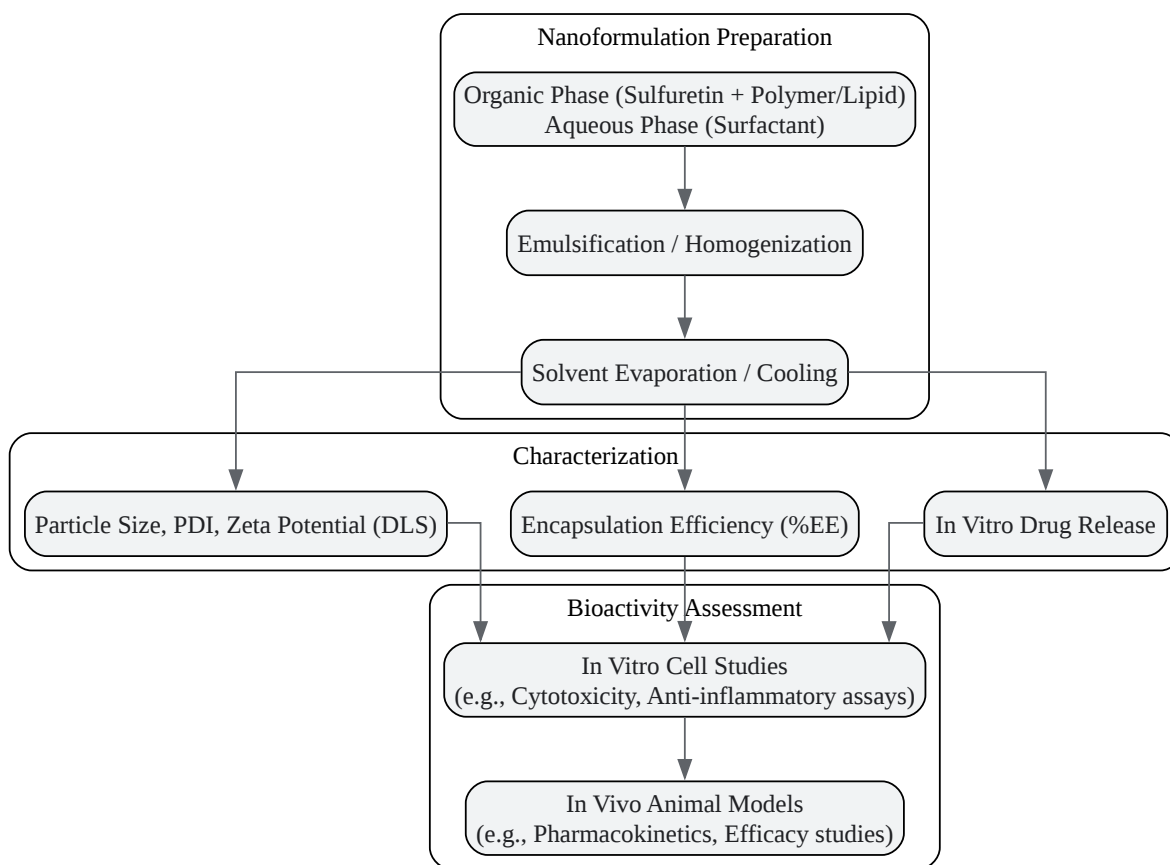 Nanoformulation Preparation
Organic Phase (Sulfuretin + Polymer/Lipid)
Aqueous Phase (Surfactant)
Emulsification / Homogenization
Solvent Evaporation / Cooling
Characterization
Particle Size, PDI, Zeta Potential (DLS)
Encapsulation Efficiency (%EE)
In Vitro Drug Release
Bioactivity Assessment
In Vitro Cell Studies
(e.g., Cytotoxicity, Anti-inflammatory assays)
In Vivo Animal Models
(e.g., Pharmacokinetics, Efficacy studies)